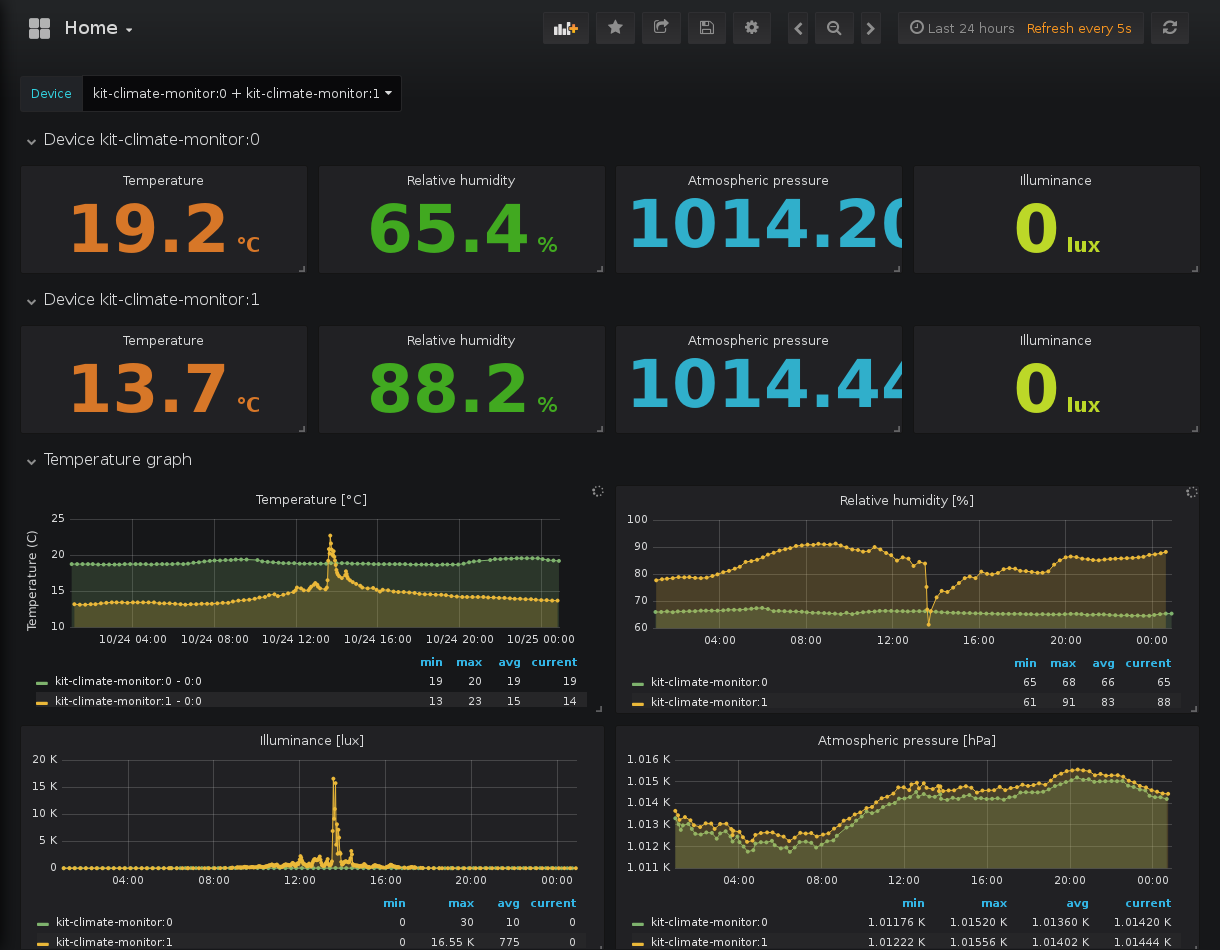 Home
Last 24 hours Refresh every 5s
Device kit-climate-monitor:0 + kit-climate-monitor:1
Device kit-climate-monitor:0
Temperature Relative humidity Atmospheric pressure Illuminance
19.2 °C 65.4 % 1014.20 0 lux
Device kit-climate-monitor:1
Temperature Relative humidity Atmospheric pressure Illuminance
13.7 °C 88.2 % 1014.44 0 lux
Temperature graph
Temperature [°C]
Temperature (C)
25
20
15
10
10/24 04:00 10/24 08:00 10/24 12:00 10/24 16:00 10/24 20:00 10/25 00:00
min max avg current
kit-climate-monitor:0 - 0:0 19 20 19 19
kit-climate-monitor:1 - 0:0 13 23 15 14
Relative humidity [%]
100
90
80
70
60
04:00 08:00 12:00 16:00 20:00 00:00
min max avg current
kit-climate-monitor:0 65 68 66 65
kit-climate-monitor:1 61 91 83 88
Illuminance [lux]
20 K
15 K
10 K
5 K
0
04:00 08:00 12:00 16:00 20:00 00:00
min max avg current
kit-climate-monitor:0 0 30 10 0
kit-climate-monitor:1 0 16.55 K 775 0
Atmospheric pressure [hPa]
1.016 K
1.015 K
1.014 K
1.013 K
1.012 K
1.011 K
04:00 08:00 12:00 16:00 20:00 00:00
min max avg current
kit-climate-monitor:0 1.01176 K 1.01520 K 1.01360 K 1.01420 K
kit-climate-monitor:1 1.01222 K 1.01556 K 1.01402 K 1.01444 K